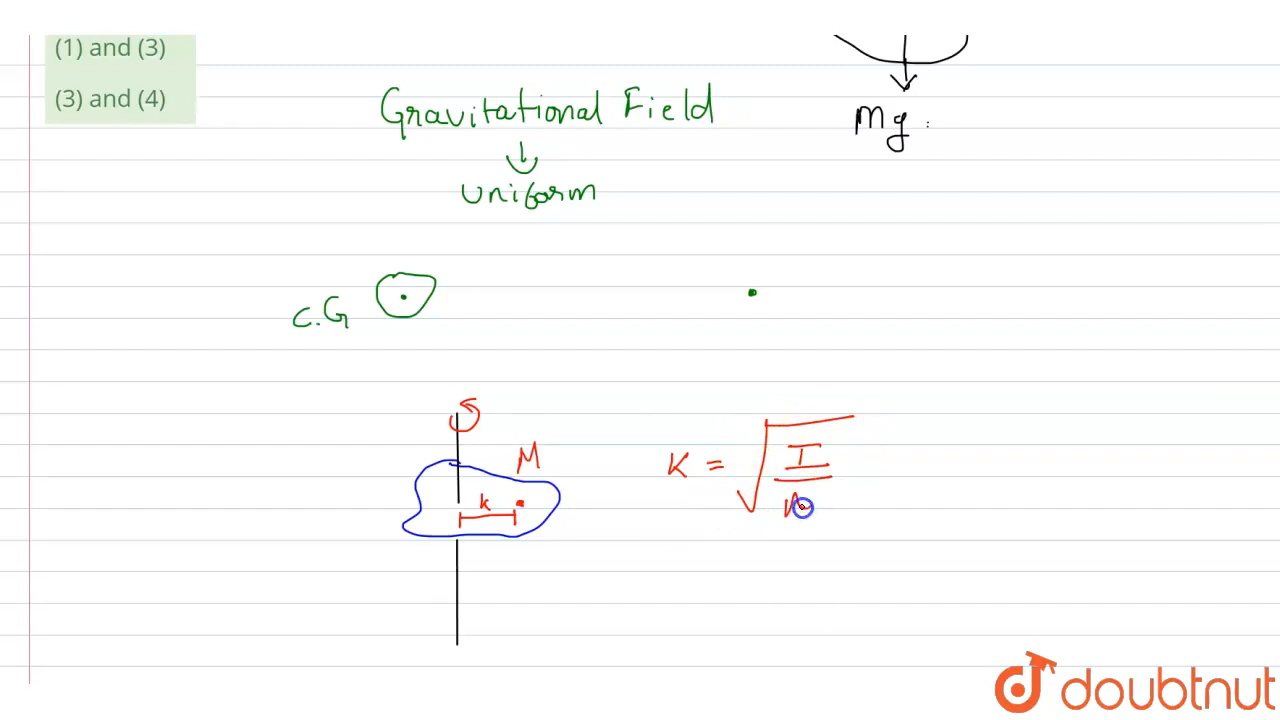 (1) and (3)
(3) and (4)
Gravitational Field
Uniform
Mg
C.G
M
k
K = √(I/M)
doubtnut